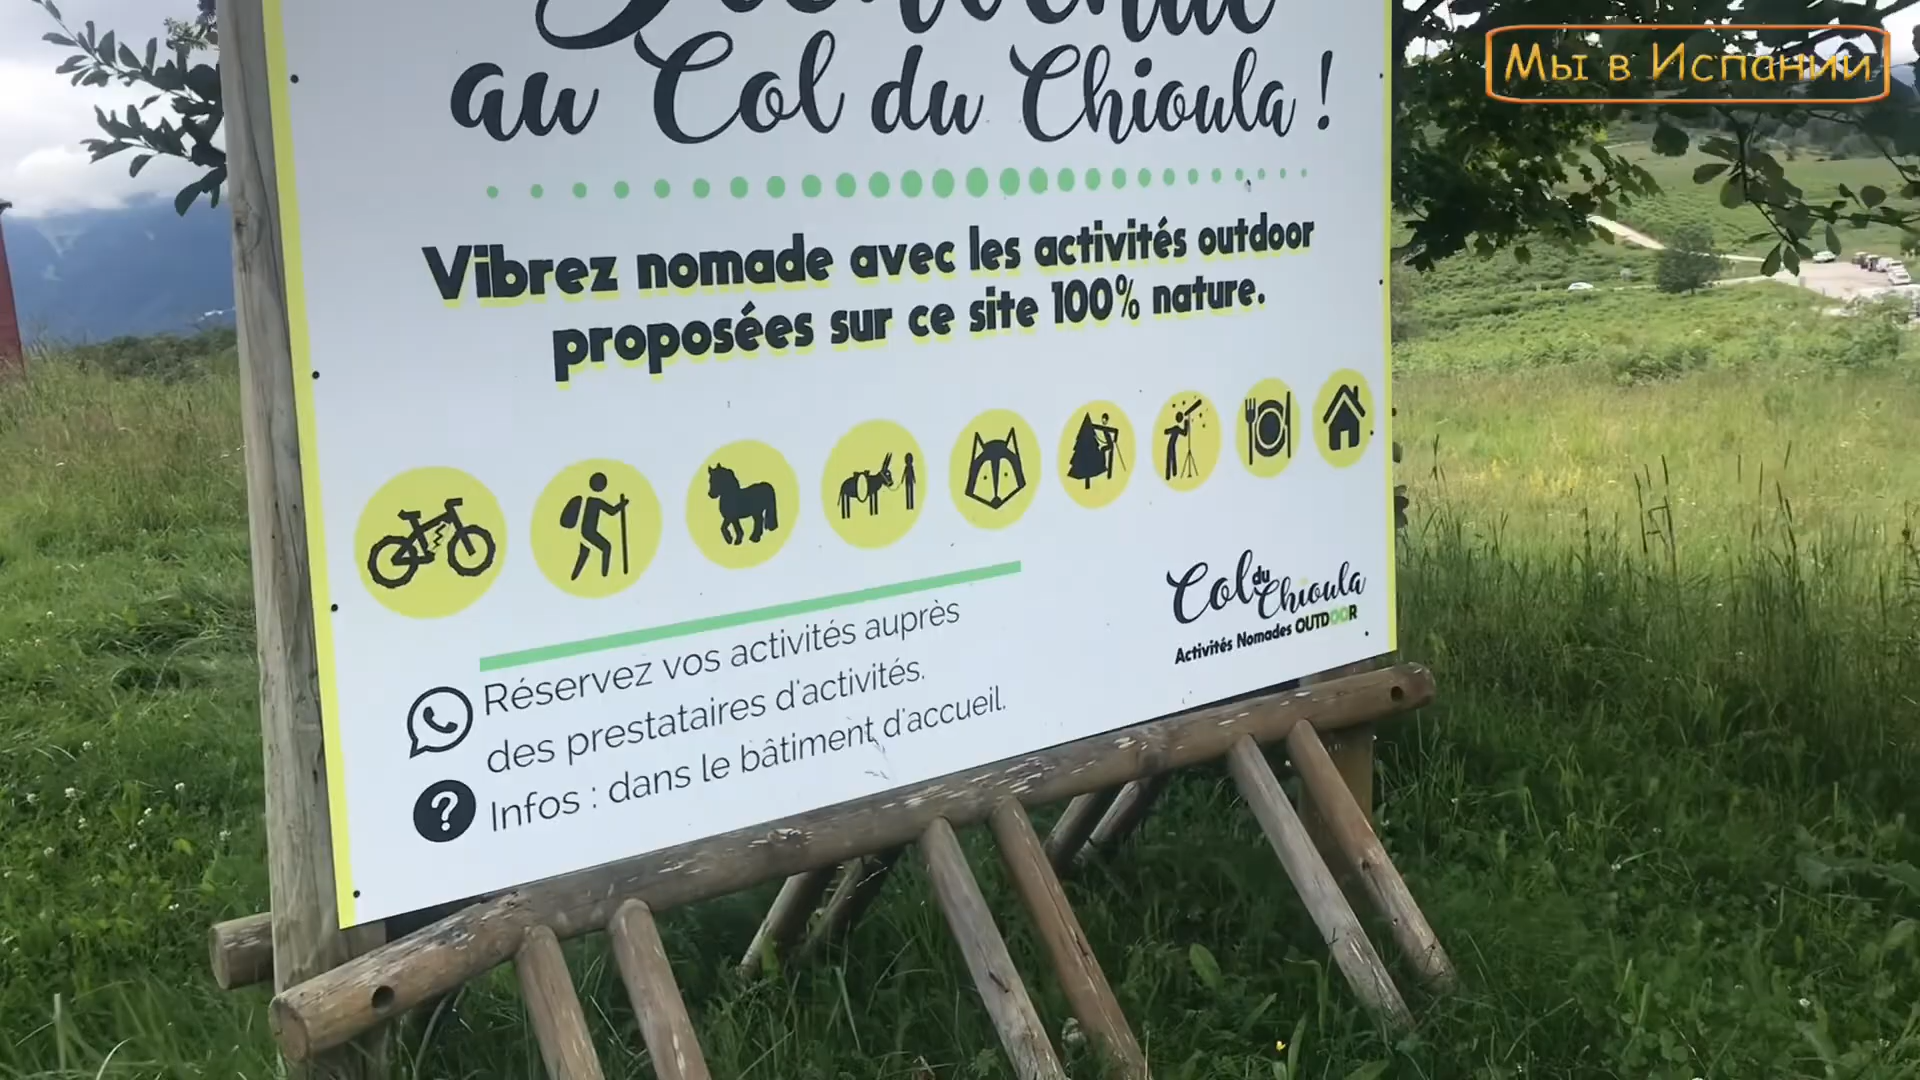 Bienvenue
au Col du Chioula !
Мы в Испании
Vibrez nomade avec les activités outdoor
proposées sur ce site 100% nature.
Col du Chioula
Activités Nomades OUTDOOR
Réservez vos activités auprès
des prestataires d'activités.
? Infos : dans le bâtiment d'accueil.